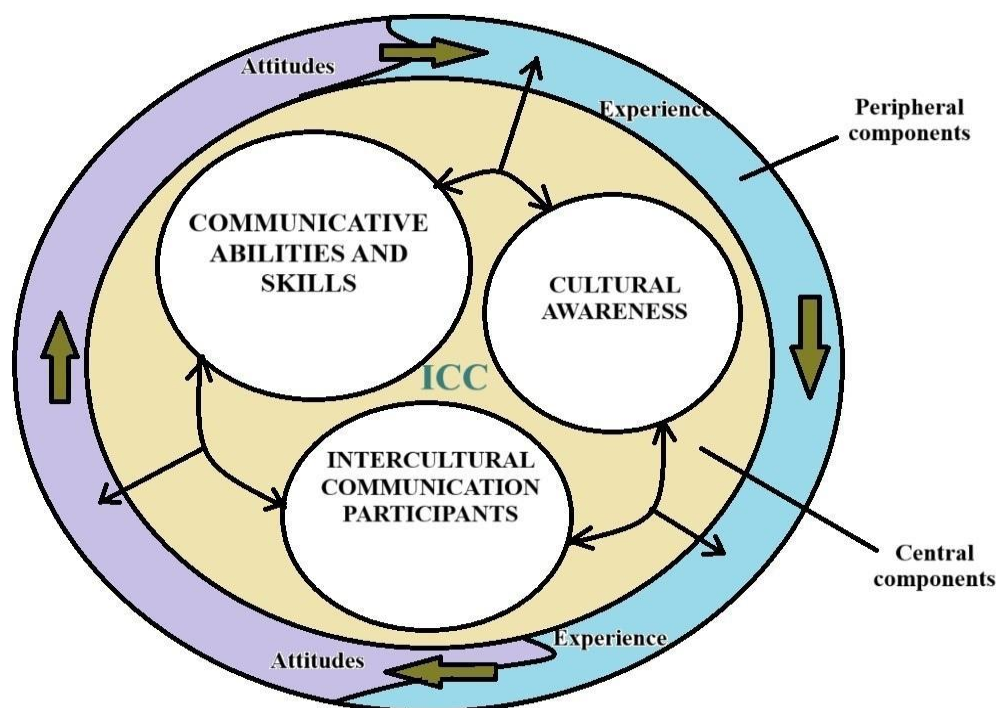 Attitudes
Experience
Peripheral
components
COMMUNICATIVE
ABILITIES AND
SKILLS
CULTURAL
AWARENESS
ICC
INTERCULTURAL
COMMUNICATION
PARTICIPANTS
Central
components
Experience
Attitudes